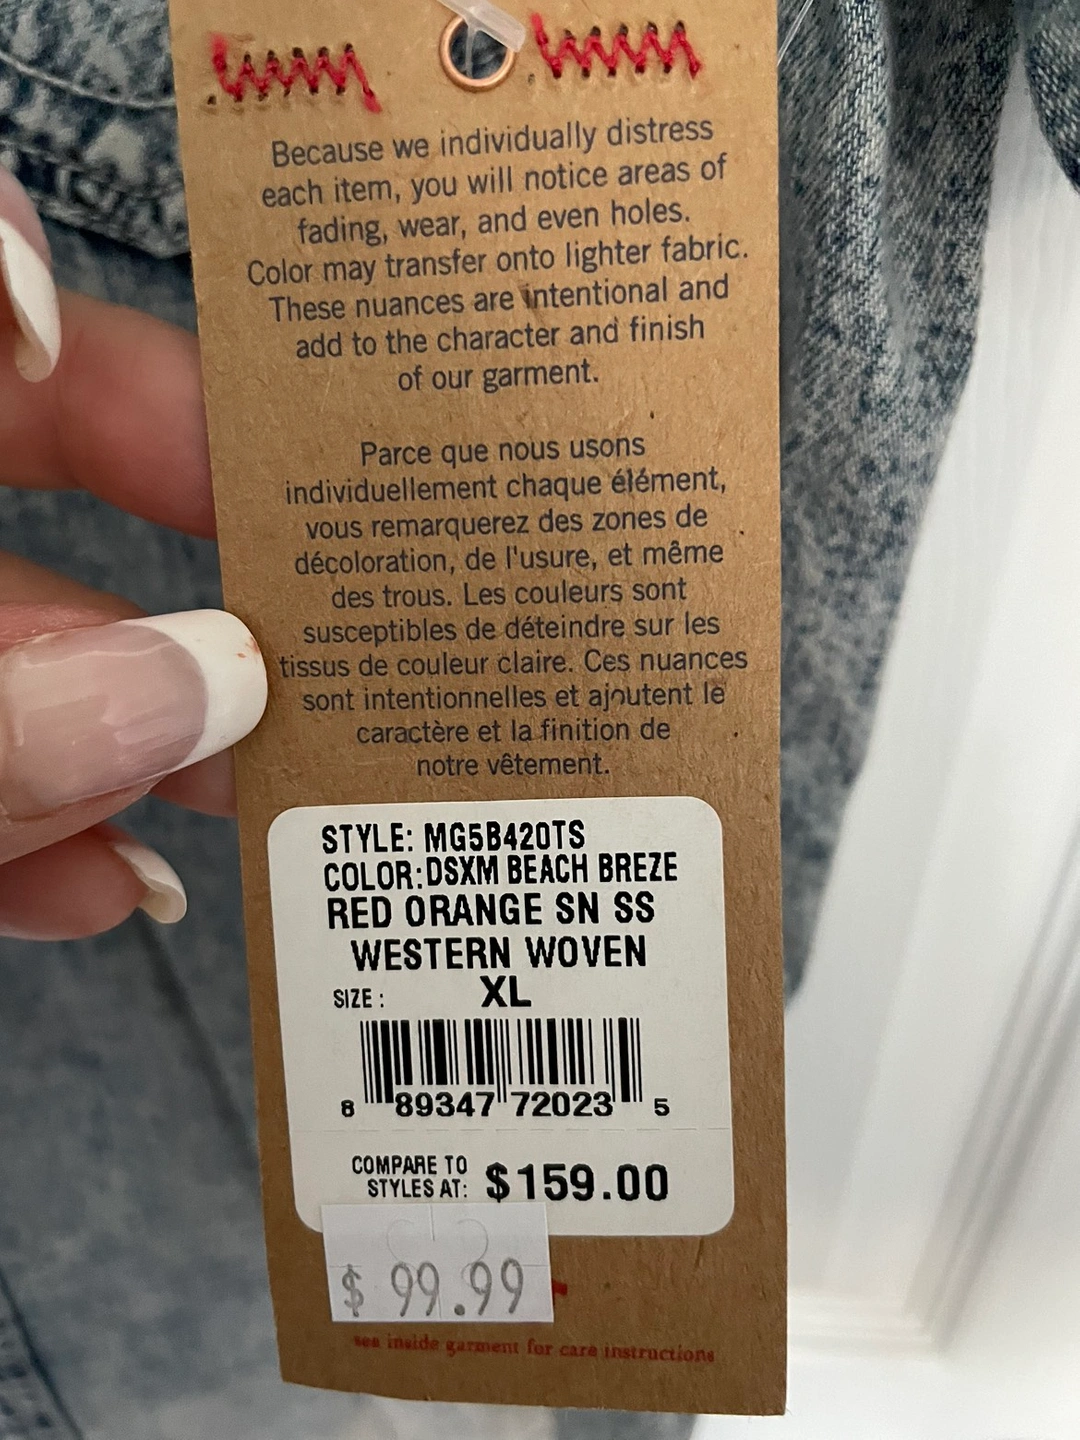 Because we individually distress
each item, you will notice areas of
fading, wear, and even holes.
Color may transfer onto lighter fabric.
These nuances are intentional and
add to the character and finish
of our garment.
Parce que nous usons
individuellement chaque élément,
vous remarquerez des zones de
décoloration, de l'usure, et même
des trous. Les couleurs sont
susceptibles de déteindre sur les
tissus de couleur claire. Ces nuances
sont intentionnelles et ajoutent le
caractère et la finition de
notre vêtement.
STYLE: MG5B420TS
COLOR:DSXM BEACH BREZE
RED ORANGE SN SS
WESTERN WOVEN
SIZE : XL
8 89347 72023 5
COMPARE TO
STYLES AT: $159.00
$ 99.99
see inside garment for care instructions